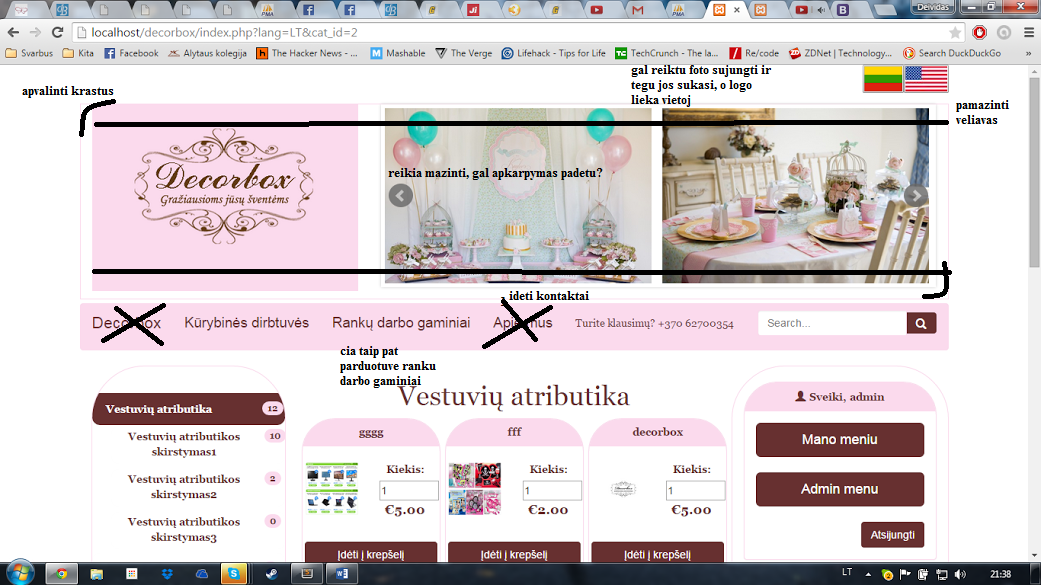 Deividas
localhost/decorbox/index.php?lang=LT&cat_id=2
Svarbus
Kita
Facebook
Alytaus kolegija
The Hacker News - ...
Mashable
The Verge
Lifehack - Tips for Life
TechCrunch - The la...
Re/code
ZDNet | Technology...
Search DuckDuckGo
»
apvalinti krastus
gal reiktu foto sujungti ir
tegu jos sukasi, o logo
lieka vietoj
pamazinti
veliavas
Decorbox
Gražiausioms jūsų šventėms
reikia mazinti, gal apkarpymas padetu?
ideti kontaktai
Decorbox
Kūrybinės dirbtuvės
Rankų darbo gaminiai
Apie mus
Turite klausimų? +370 62700354
Search...
cia taip pat
parduotuve ranku
darbo gaminiai
Vestuvių atributika
Vestuvių atributika
12
Vestuvių atributikos
skirstymas1
10
Vestuvių atributikos
skirstymas2
2
Vestuvių atributikos
skirstymas3
0
gggg
Kiekis:
1
€5.00
Įdėti į krepšelį
fff
Kiekis:
1
€2.00
Įdėti į krepšelį
decorbox
Kiekis:
1
€5.00
Įdėti į krepšelį
Sveiki, admin
Mano meniu
Admin menu
Atsijungti
LT
21:38